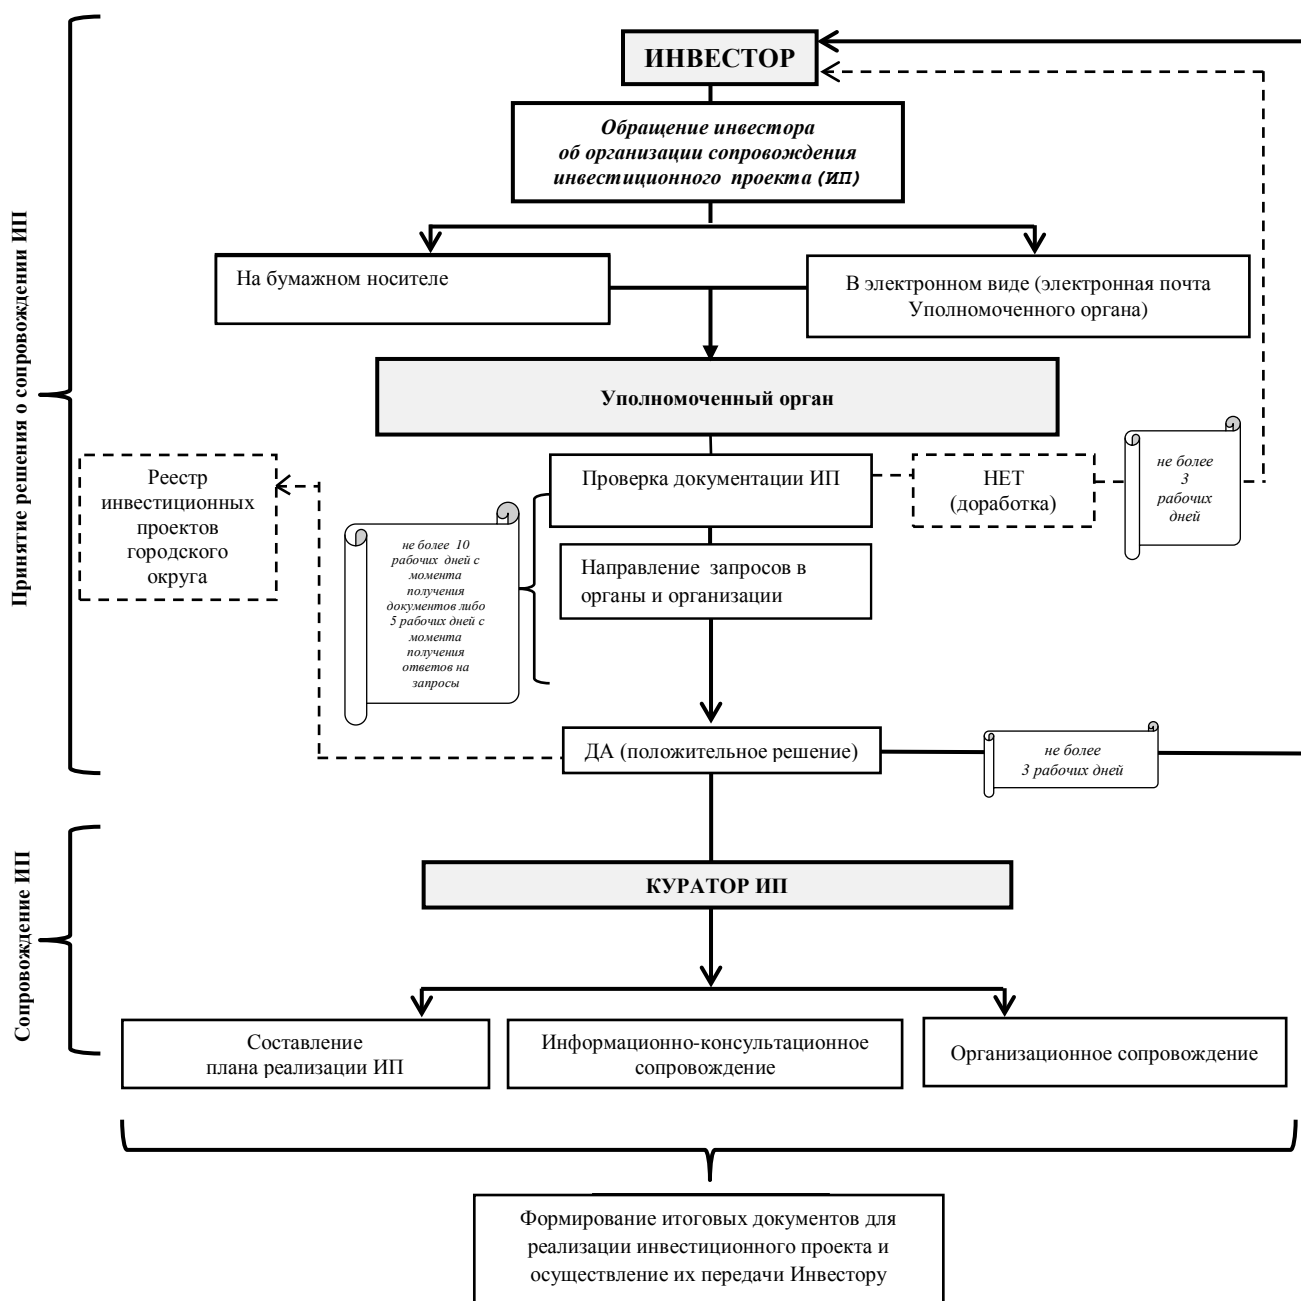 ИНВЕСТОР
Обращение инвестора
об организации сопровождения
инвестиционного проекта (ИП)
На бумажном носителе
В электронном виде (электронная почта
Уполномоченного органа)
Уполномоченный орган
Принятие решения о сопровождении ИП
Реестр
инвестиционных
проектов
городского
округа
Проверка документации ИП
НЕТ
(доработка)
не более
3
рабочих
дней
не более 10
рабочих дней с
момента
получения
документов либо
5 рабочих дней с
момента
получения
ответов на
запросы
Направление запросов в
органы и организации
ДА (положительное решение)
не более
3 рабочих дней
Сопровождение ИП
КУРАТОР ИП
Составление
плана реализации ИП
Информационно-консультационное
сопровождение
Организационное сопровождение
Формирование итоговых документов для
реализации инвестиционного проекта и
осуществление их передачи Инвестору